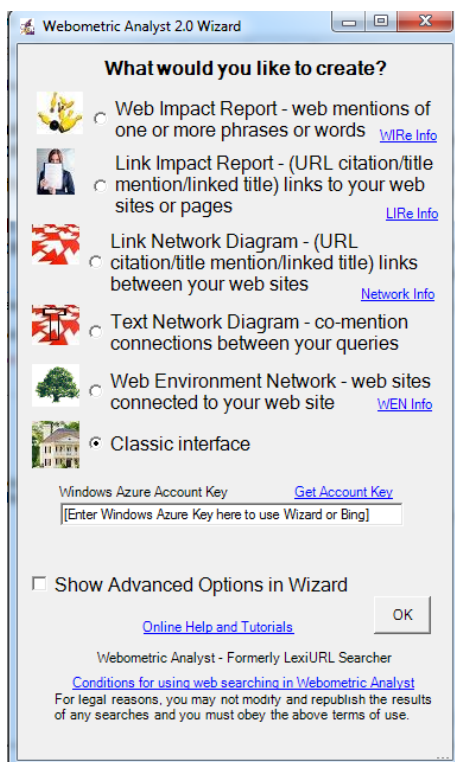 Webometric Analyst 2.0 Wizard
What would you like to create?
Web Impact Report - web mentions of
one or more phrases or words
WIRe Info
Link Impact Report - (URL citation/title
mention/linked title) links to your web
sites or pages
LIRe Info
Link Network Diagram - (URL
citation/title mention/linked title) links
between your web sites
Network Info
Text Network Diagram - co-mention
connections between your queries
Web Environment Network - web sites
connected to your web site
WEN Info
Classic interface
Windows Azure Account Key
Get Account Key
[Enter Windows Azure Key here to use Wizard or Bing]
Show Advanced Options in Wizard
OK
Online Help and Tutorials
Webometric Analyst - Formerly LexiURL Searcher
Conditions for using web searching in Webometric Analyst
For legal reasons, you may not modify and republish the results
of any searches and you must obey the above terms of use.